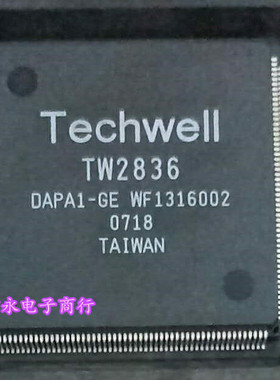 Techwell
TW2836
DAPA1-GE WF1316002
0718
TAIWAN
永电子商行